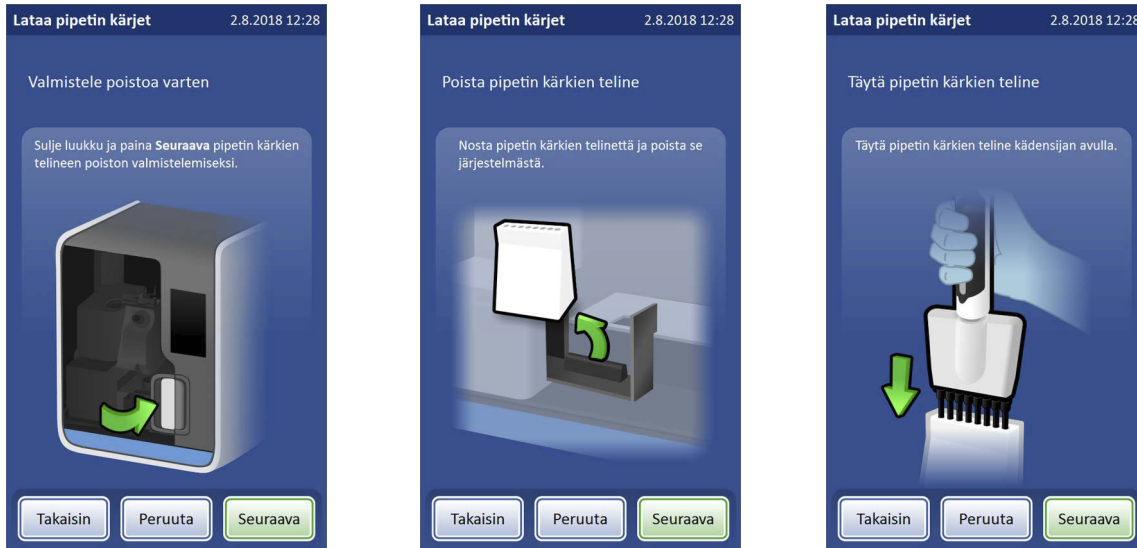 Lataa pipetin kärjet 2.8.2018 12:28
Valmistele poistoa varten
Sulje luukku ja paina Seuraava pipetin kärkien
telineen poiston valmistelemiseksi.
Takaisin Peruuta Seuraava
Lataa pipetin kärjet 2.8.2018 12:28
Poista pipetin kärkien teline
Nosta pipetin kärkien telinettä ja poista se
järjestelmästä.
Takaisin Peruuta Seuraava
Lataa pipetin kärjet 2.8.2018 12:28
Täytä pipetin kärkien teline
Täytä pipetin kärkien teline kädensijan avulla.
Takaisin Peruuta Seuraava